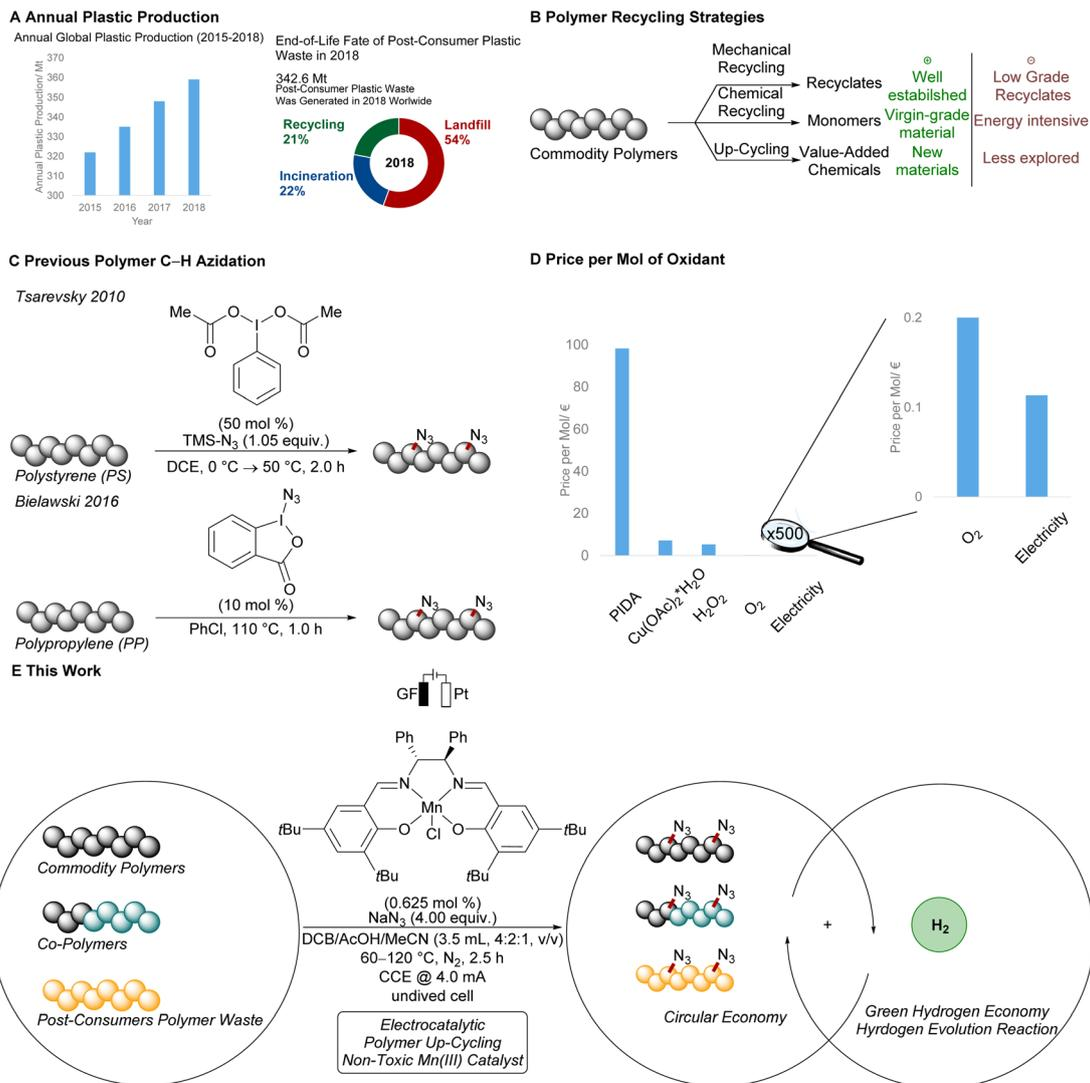 A Annual Plastic Production
Annual Global Plastic Production (2015-2018)
Annual Plastic Production/ Mt
370
360
350
340
330
320
310
300
2015 2016 2017 2018
Year
End-of-Life Fate of Post-Consumer Plastic
Waste in 2018
342.6 Mt
Post-Consumer Plastic Waste
Was Generated in 2018 Worlwide
Recycling
21%
Landfill
54%
2018
Incineration
22%
B Polymer Recycling Strategies
Commodity Polymers
Mechanical
Recycling
Chemical
Recycling
Up-Cycling
Recyclates
Monomers
Value-Added
Chemicals
⊕
Well
estabilshed
Virgin-grade
material
New
materials
⊖
Low Grade
Recyclates
Energy intensive
Less explored
C Previous Polymer C–H Azidation
Tsarevsky 2010
Me O I O Me
O O
(50 mol %)
TMS-N3 (1.05 equiv.)
DCE, 0 °C → 50 °C, 2.0 h
Polystyrene (PS)
N3 N3
Bielawski 2016
N3
I
O
O
(10 mol %)
PhCl, 110 °C, 1.0 h
Polypropylene (PP)
N3 N3
D Price per Mol of Oxidant
Price per Mol/ €
100
80
60
40
20
0
PIDA
Cu(OAc)2*H2O
H2O2
O2
Electricity
x500
Price per Mol/ €
0.2
0.1
0
O2
Electricity
E This Work
GF Pt
Ph Ph
N N
Mn
O Cl O
tBu tBu
tBu tBu
(0.625 mol %)
NaN3 (4.00 equiv.)
DCB/AcOH/MeCN (3.5 mL, 4:2:1, v/v)
60–120 °C, N2, 2.5 h
CCE @ 4.0 mA
undived cell
Electrocatalytic
Polymer Up-Cycling
Non-Toxic Mn(III) Catalyst
Commodity Polymers
Co-Polymers
Post-Consumers Polymer Waste
N3 N3
N3 N3
N3 N3
Circular Economy
+
H2
Green Hydrogen Economy
Hyrdogen Evolution Reaction